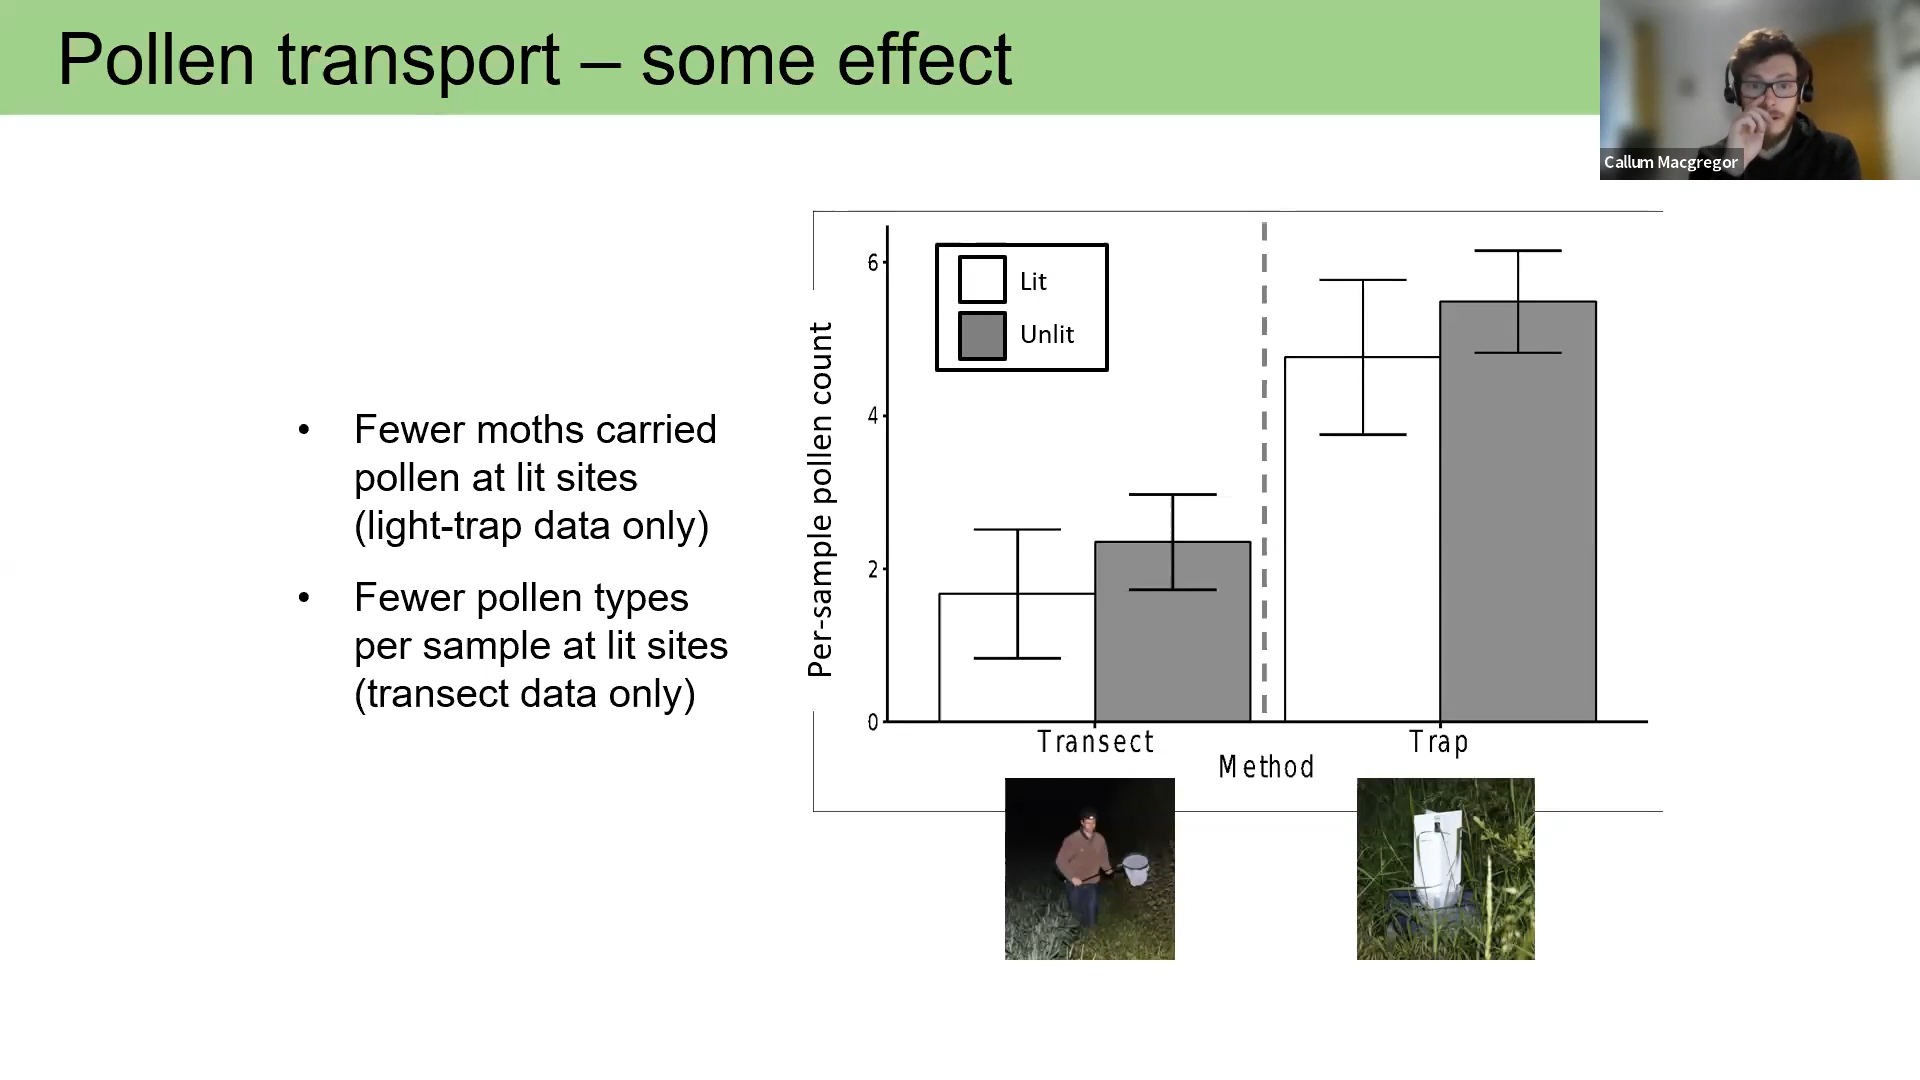 Pollen transport – some effect
Callum Macgregor
• Fewer moths carried
pollen at lit sites
(light-trap data only)
• Fewer pollen types
per sample at lit sites
(transect data only)
Per-sample pollen count
6
4
2
0
Lit
Unlit
Transect
Trap
Method